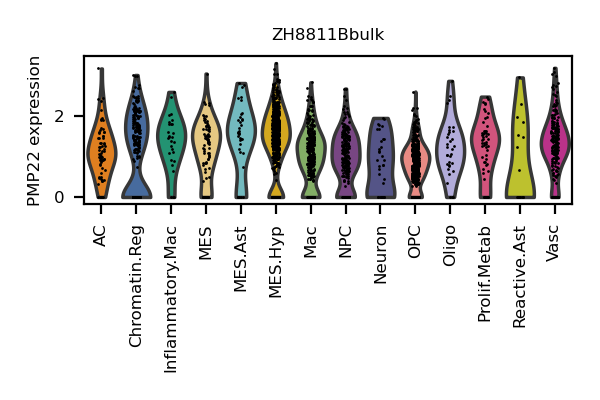 ZH8811Bbulk
PMP22 expression
2
0
AC
Chromatin.Reg
Inflammatory.Mac
MES
MES.Ast
MES.Hyp
Mac
NPC
Neuron
OPC
Oligo
Prolif.Metab
Reactive.Ast
Vasc